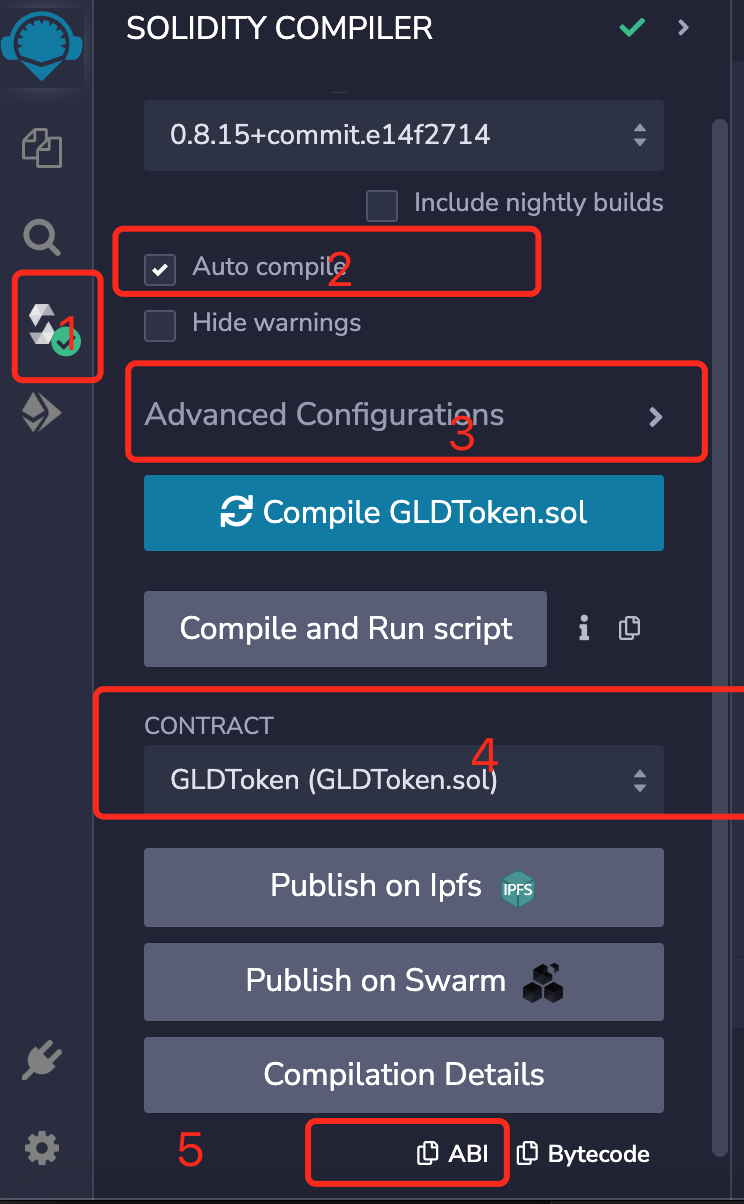 SOLIDITY COMPILER
0.8.15+commit.e14f2714
Include nightly builds
Auto compile
2
1
Hide warnings
Advanced Configurations
3
Compile GLDToken.sol
Compile and Run script
CONTRACT
4
GLDToken (GLDToken.sol)
Publish on Ipfs IPFS
Publish on Swarm
Compilation Details
5 ABI Bytecode